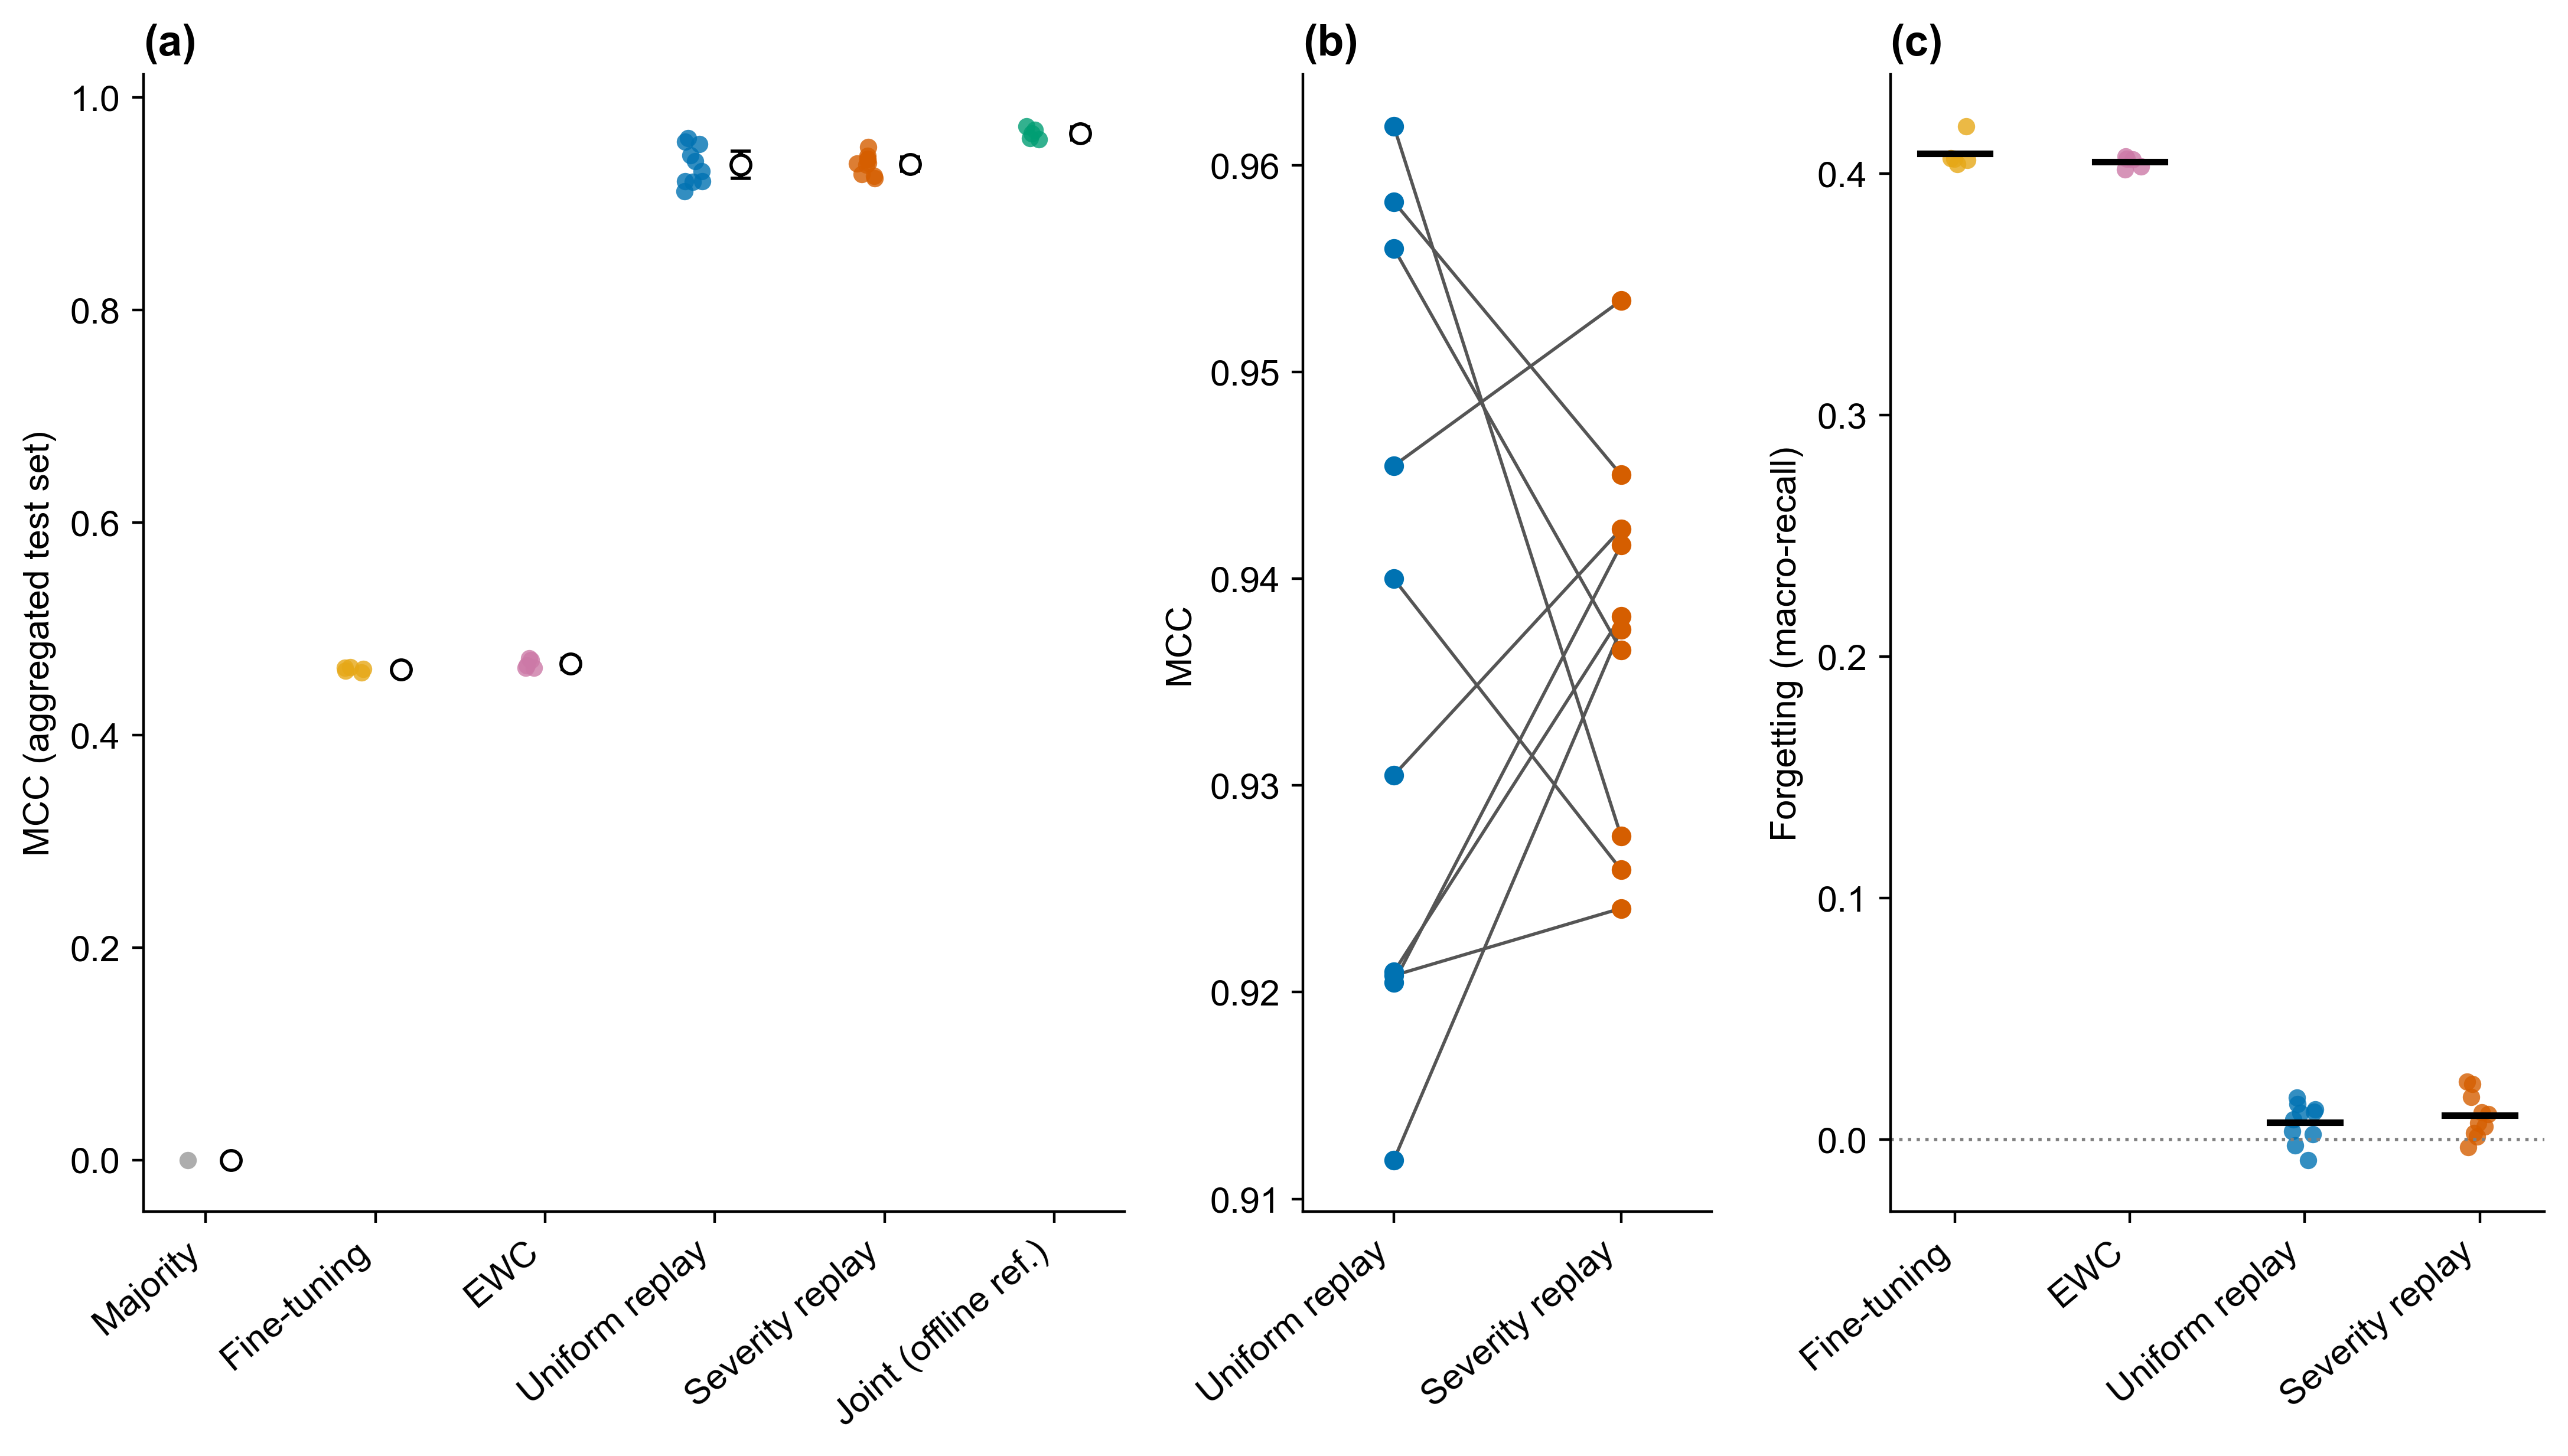 (a)
MCC (aggregated test set)
1.0
0.8
0.6
0.4
0.2
0.0
Majority
Fine-tuning
EWC
Uniform replay
Severity replay
Joint (offline ref.)
(b)
MCC
0.96
0.95
0.94
0.93
0.92
0.91
Uniform replay
Severity replay
(c)
Forgetting (macro-recall)
0.4
0.3
0.2
0.1
0.0
Fine-tuning
EWC
Uniform replay
Severity replay